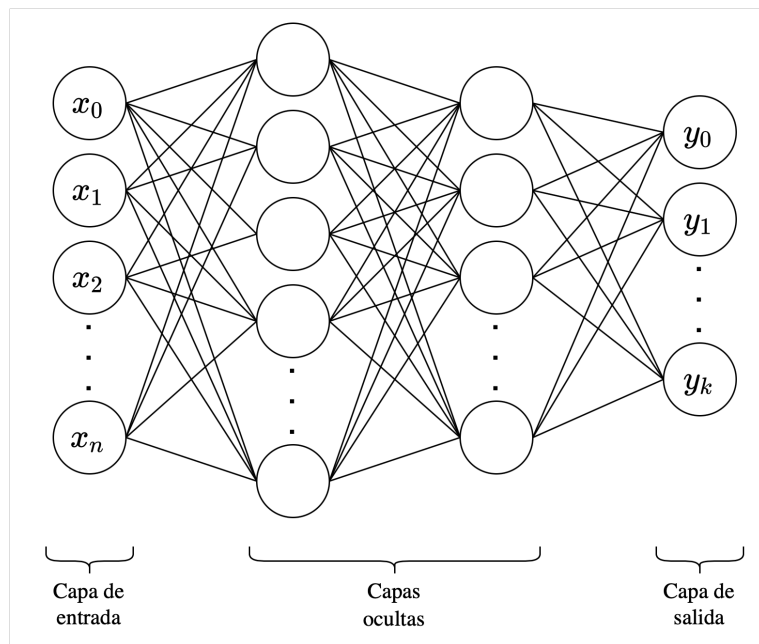 x₀
x₁
x₂
xₙ
y₀
y₁
yₖ
Capa de
entrada
Capas
ocultas
Capa de
salida